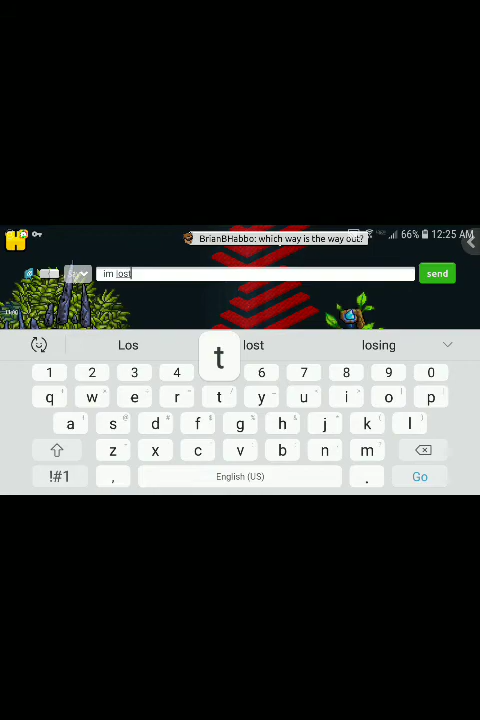 BrianBHabbo: which way is the way out?
66% 12:25 AM
im lost
send
Los lost losing
t
1 2 3 4 6 7 8 9 0
q w e r t y u i o p
a s d f g h j k l
z x c v b n m
!#1 , English (US) . Go